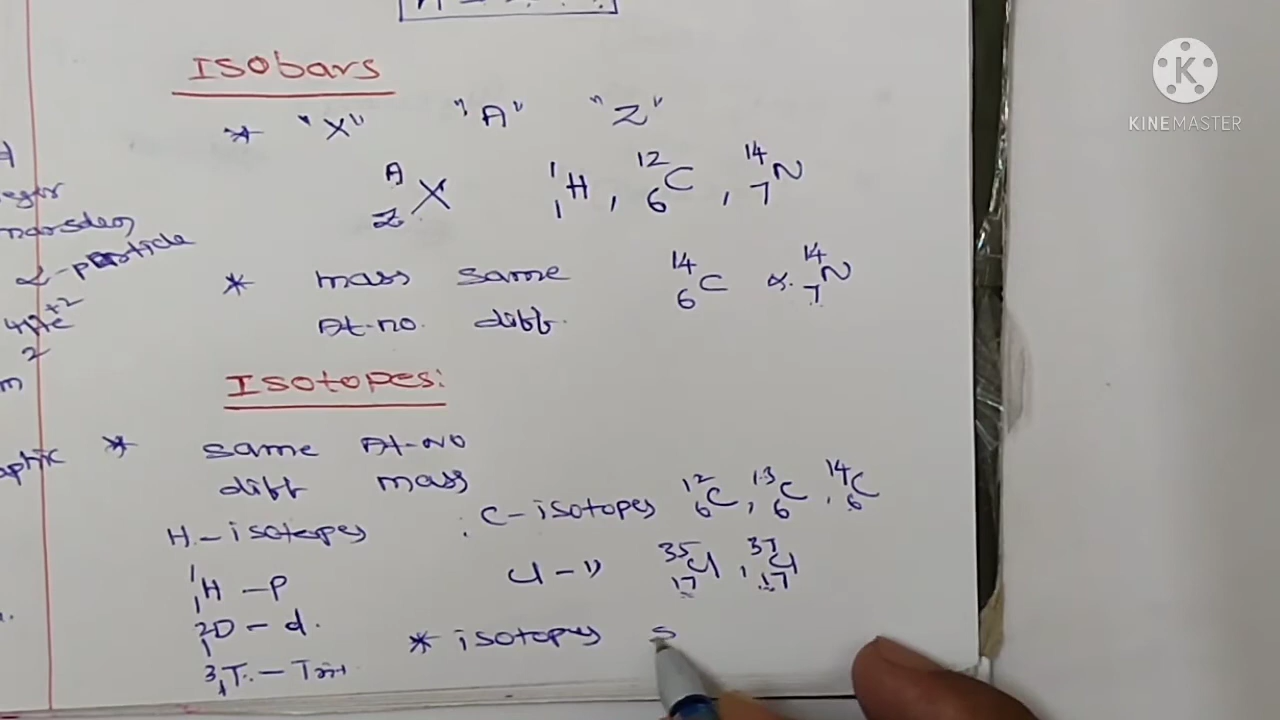 Isobars
* "X" "A" "Z"
A
Z X
1
1 H, 12
6 C, 14
7 N
* mass same
At-no. diff.
14
6 C & 14
7 N
Isotopes:
* same At-No
diff mass
H-isotopes
1
1 H - P
2
1 D - d.
3
1 T. -
C-isotopes 12
6 C, 13
6 C, 14
6 C
Cl - " 35
17 Cl, 37
17 Cl
* isotopes s
α-particle
KINEMASTER